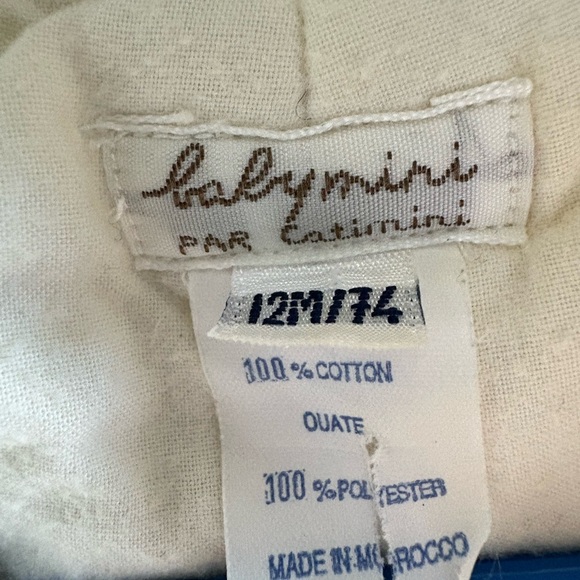 babymini
PAR Catimini
12M/74
100 % COTTON
OUATE
100 % POLYESTER
MADE IN MOROCCO